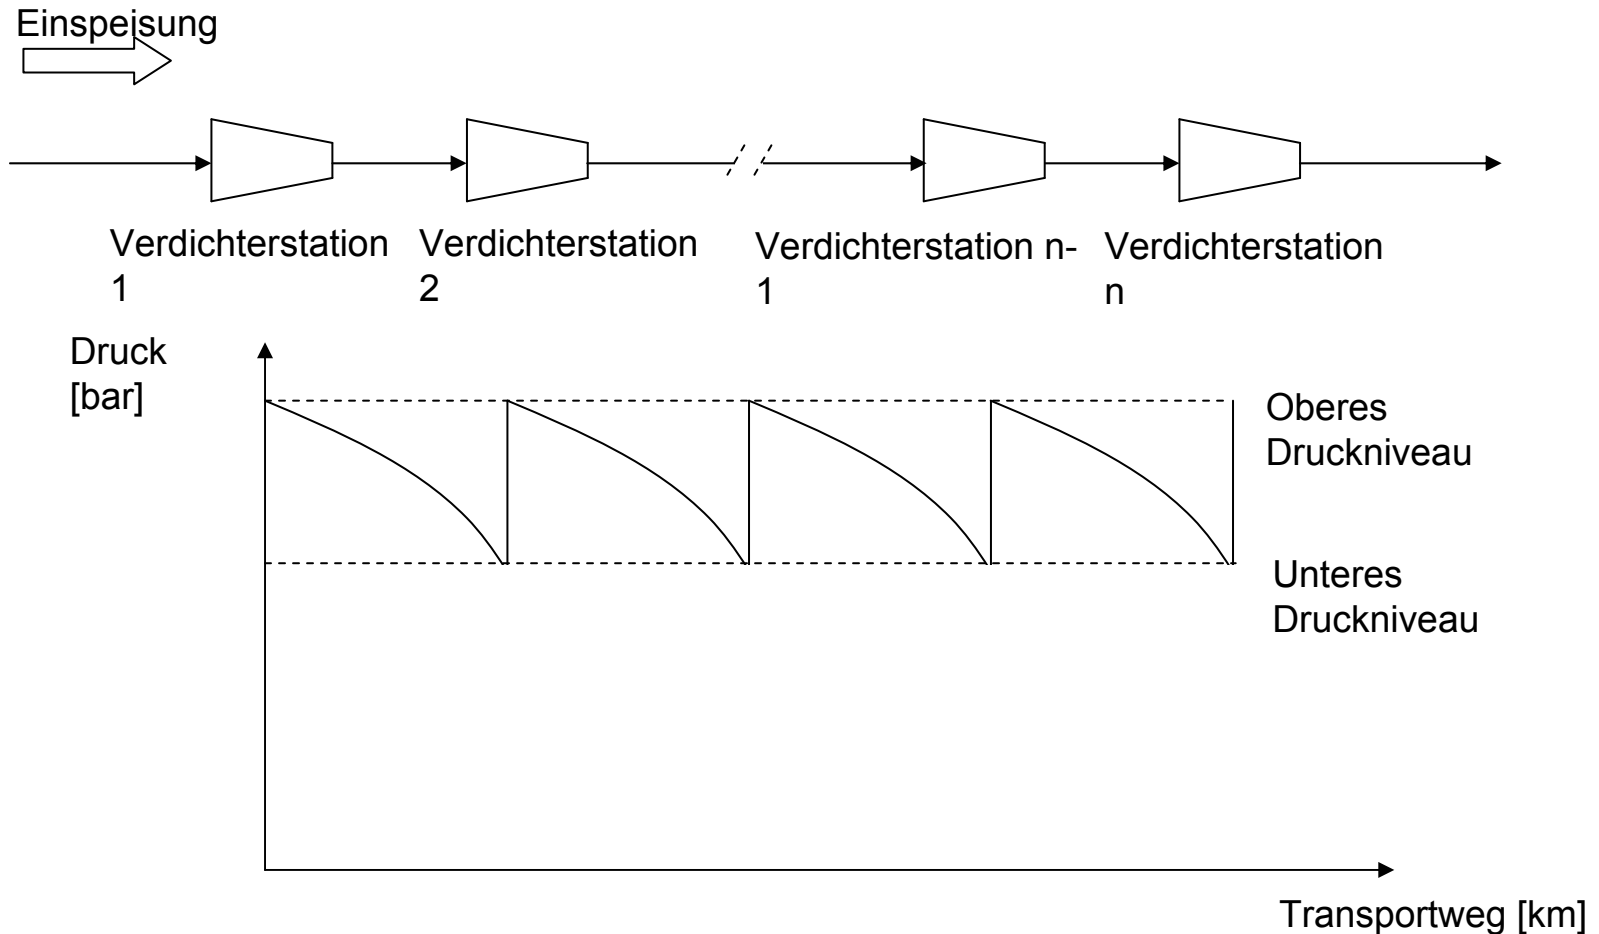 Einspeisung
Verdichterstation
1
Verdichterstation
2
Verdichterstation n-
1
Verdichterstation
n
Druck
[bar]
Oberes
Druckniveau
Unteres
Druckniveau
Transportweg [km]